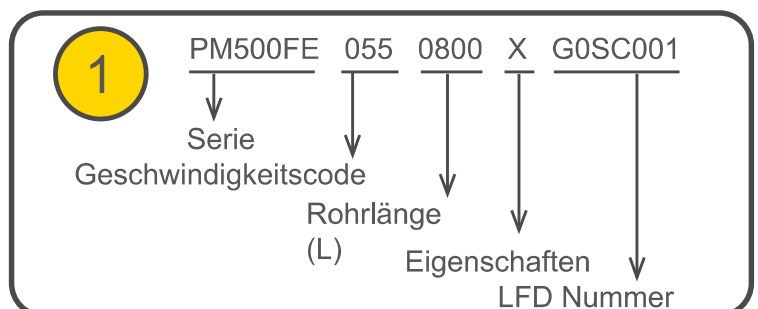 1
PM500FE 055 0800 X G0SC001
Serie
Geschwindigkeitscode
Rohrlänge
(L)
Eigenschaften
LFD Nummer